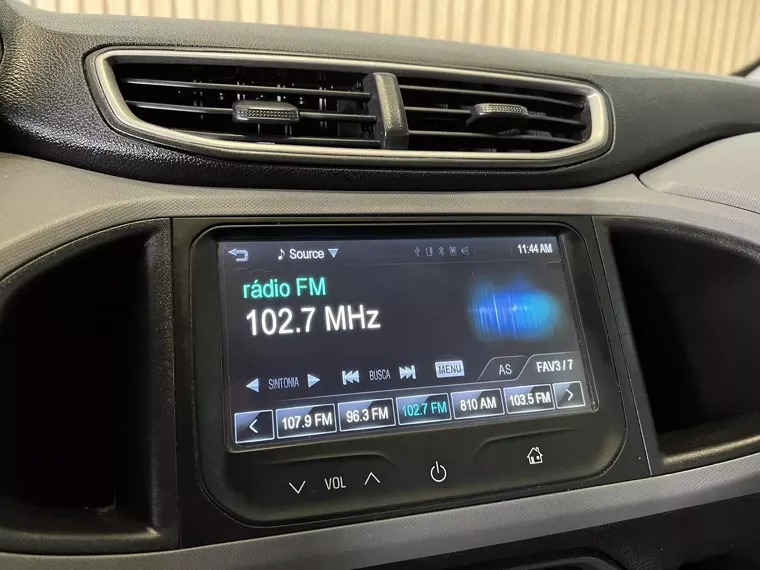 ♪ Source ▼ 11:44 AM
rádio FM
102.7 MHz
SINTONIA BUSCA MENU AS FAV3 / 7
107.9 FM 96.3 FM 102.7 FM 810 AM 103.5 FM
VOL